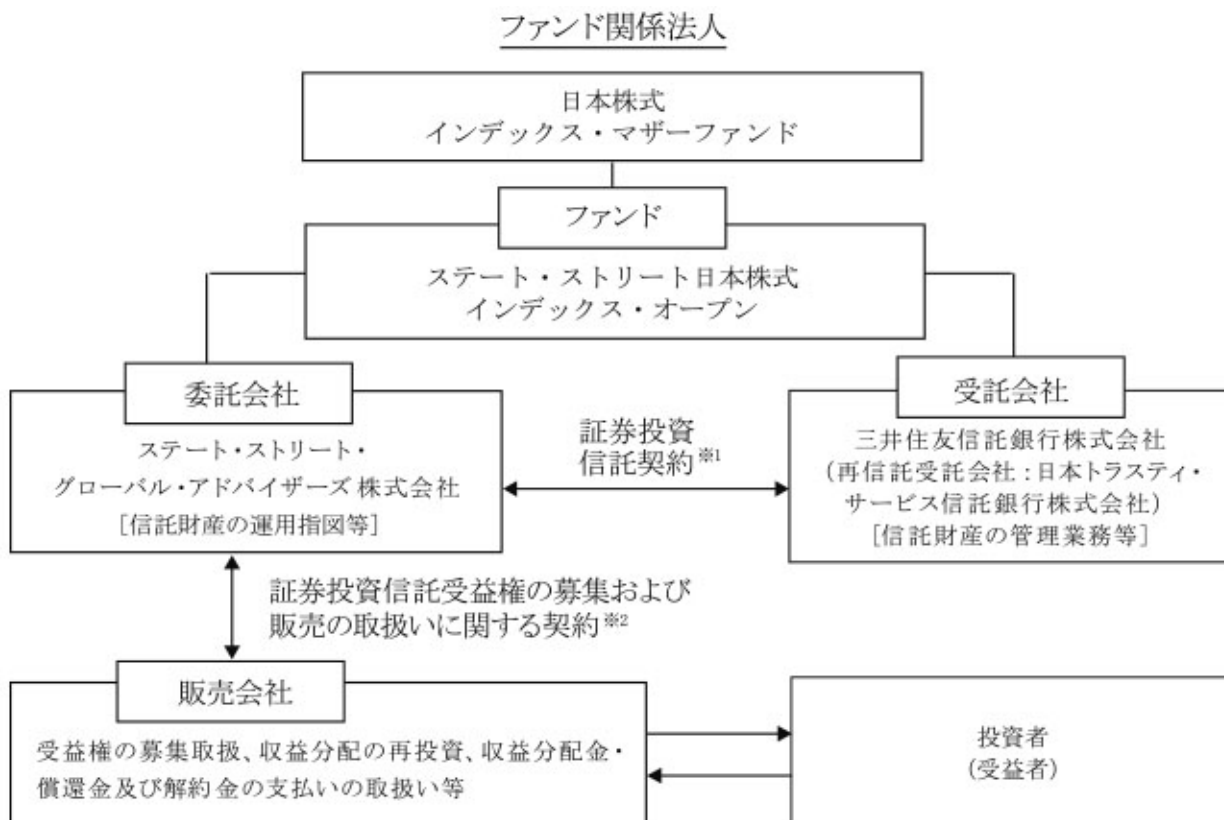 ファンド関係法人
日本株式
インデックス・マザーファンド
ファンド
ステート・ストリート日本株式
インデックス・オープン
委託会社
ステート・ストリート・
グローバル・アドバイザーズ 株式会社
[信託財産の運用指図等]
証券投資
信託契約※1
受託会社
三井住友信託銀行株式会社
(再信託受託会社:日本トラスティ・
サービス信託銀行株式会社)
[信託財産の管理業務等]
証券投資信託受益権の募集および
販売の取扱いに関する契約※2
販売会社
受益権の募集取扱、収益分配の再投資、収益分配金・
償還金及び解約金の支払いの取扱い等
投資者
(受益者)